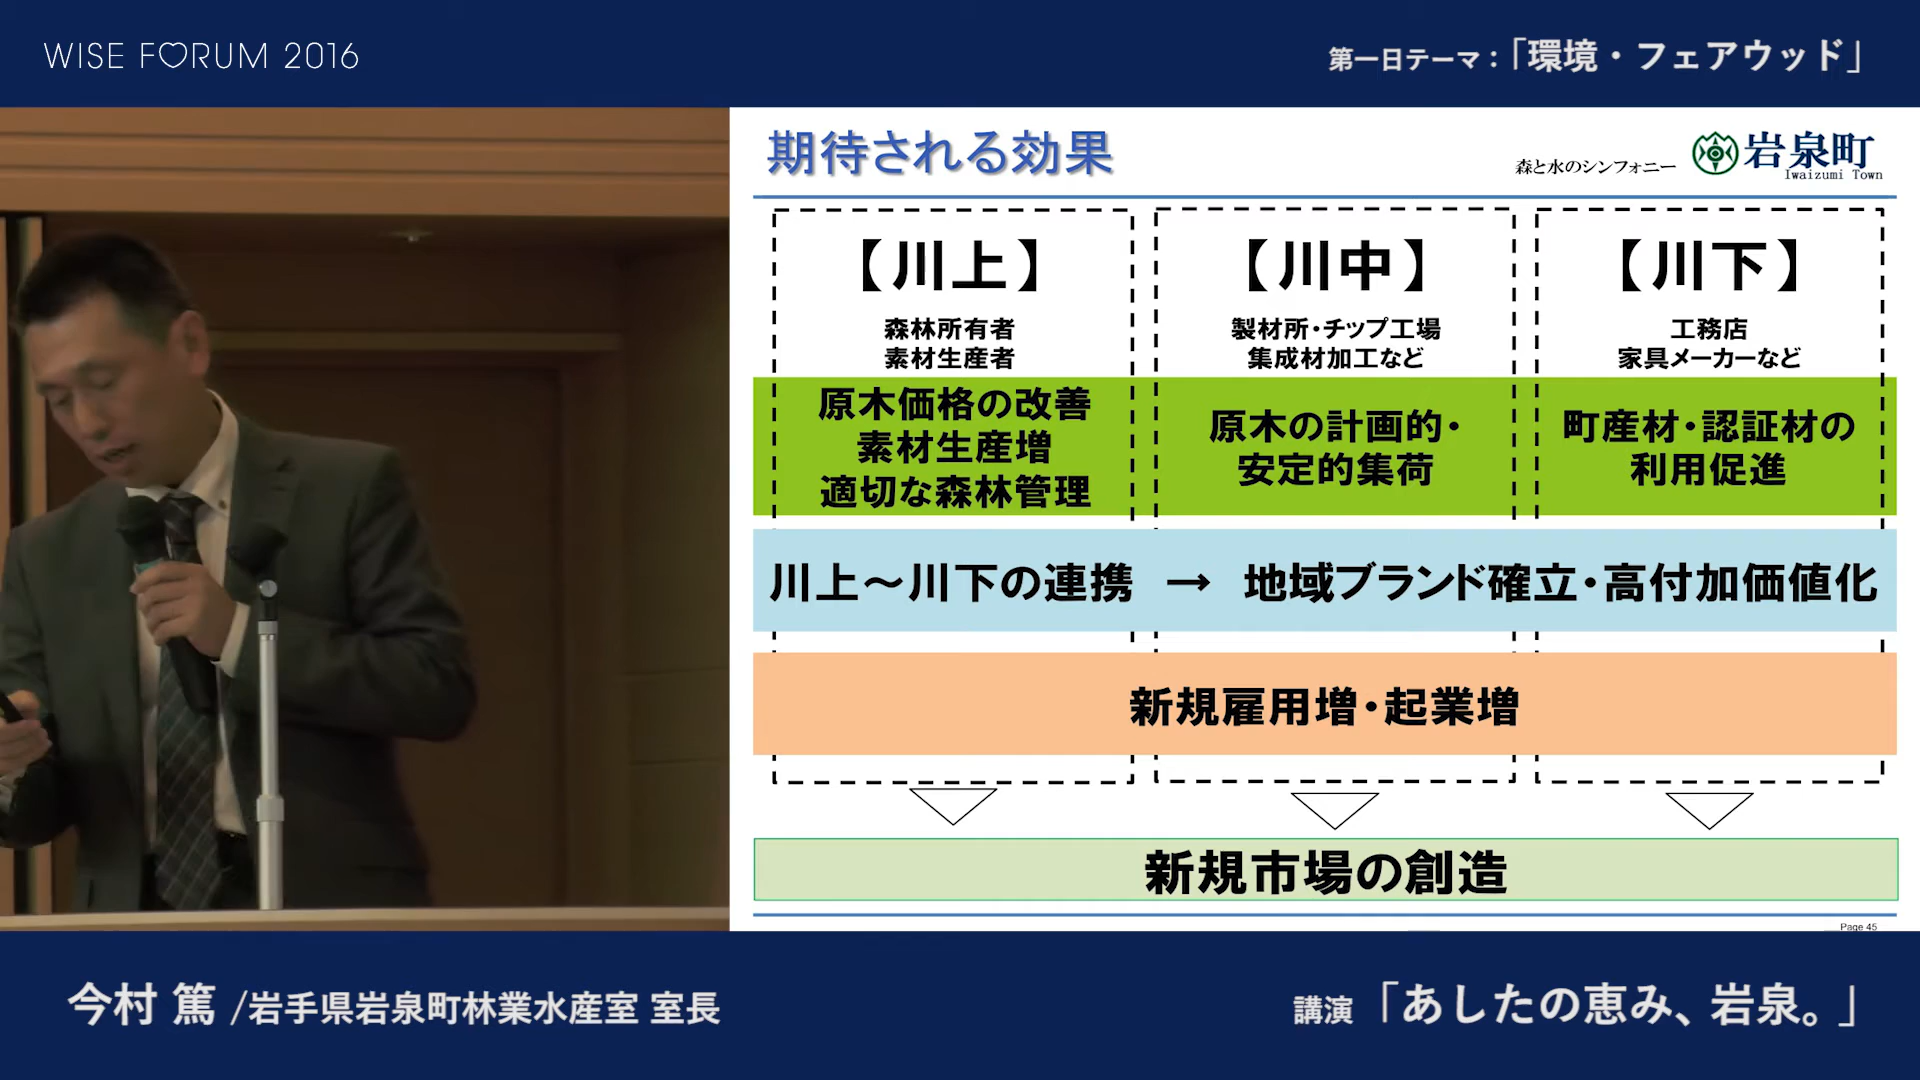 WISE FORUM 2016
第一日テーマ：「環境・フェアウッド」
期待される効果
森と水のシンフォニー
岩泉町
Iwaizumi Town
【川上】
森林所有者
素材生産者
原木価格の改善
素材生産増
適切な森林管理
【川中】
製材所・チップ工場
集成材加工など
原木の計画的・
安定的集荷
【川下】
工務店
家具メーカーなど
町産材・認証材の
利用促進
川上～川下の連携 → 地域ブランド確立・高付加価値化
新規雇用増・起業増
新規市場の創造
Page 45
今村 篤 /岩手県岩泉町林業水産室 室長
講演 「あしたの恵み、岩泉。」